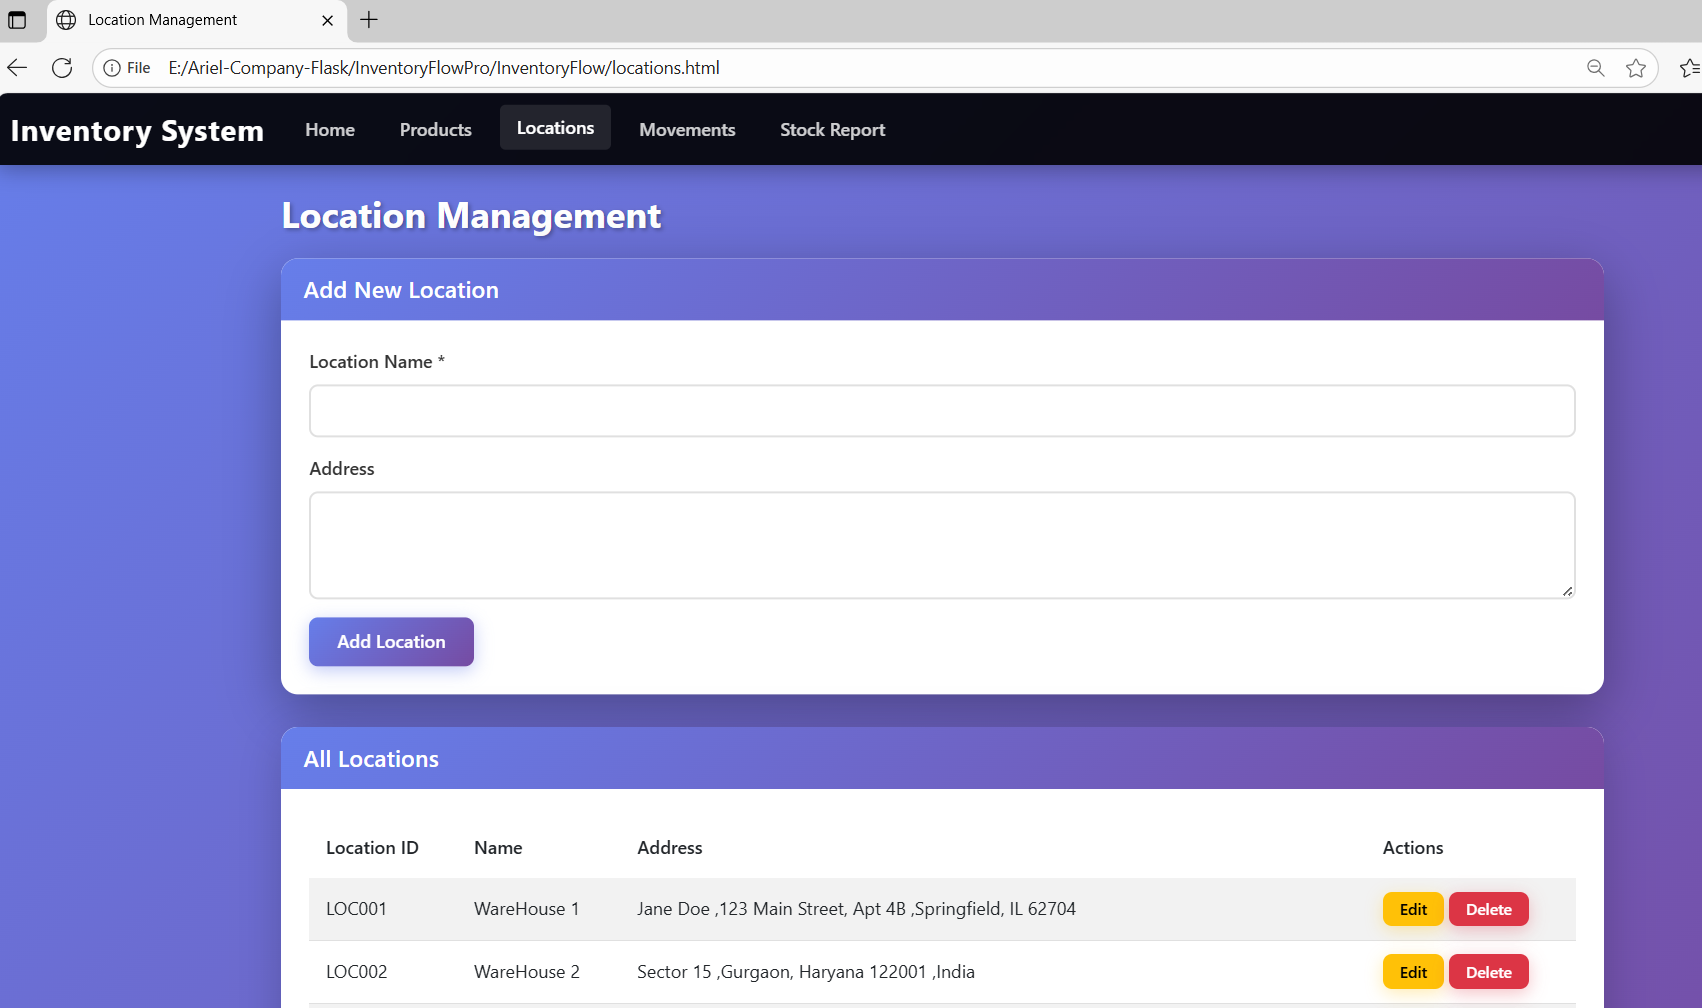 Location Management
File E:/Ariel-Company-Flask/InventoryFlowPro/InventoryFlow/locations.html
Inventory System Home Products Locations Movements Stock Report
Location Management
Add New Location
Location Name *
Address
Add Location
All Locations
Location ID Name Address Actions
LOC001 WareHouse 1 Jane Doe ,123 Main Street, Apt 4B ,Springfield, IL 62704 Edit Delete
LOC002 WareHouse 2 Sector 15 ,Gurgaon, Haryana 122001 ,India Edit Delete